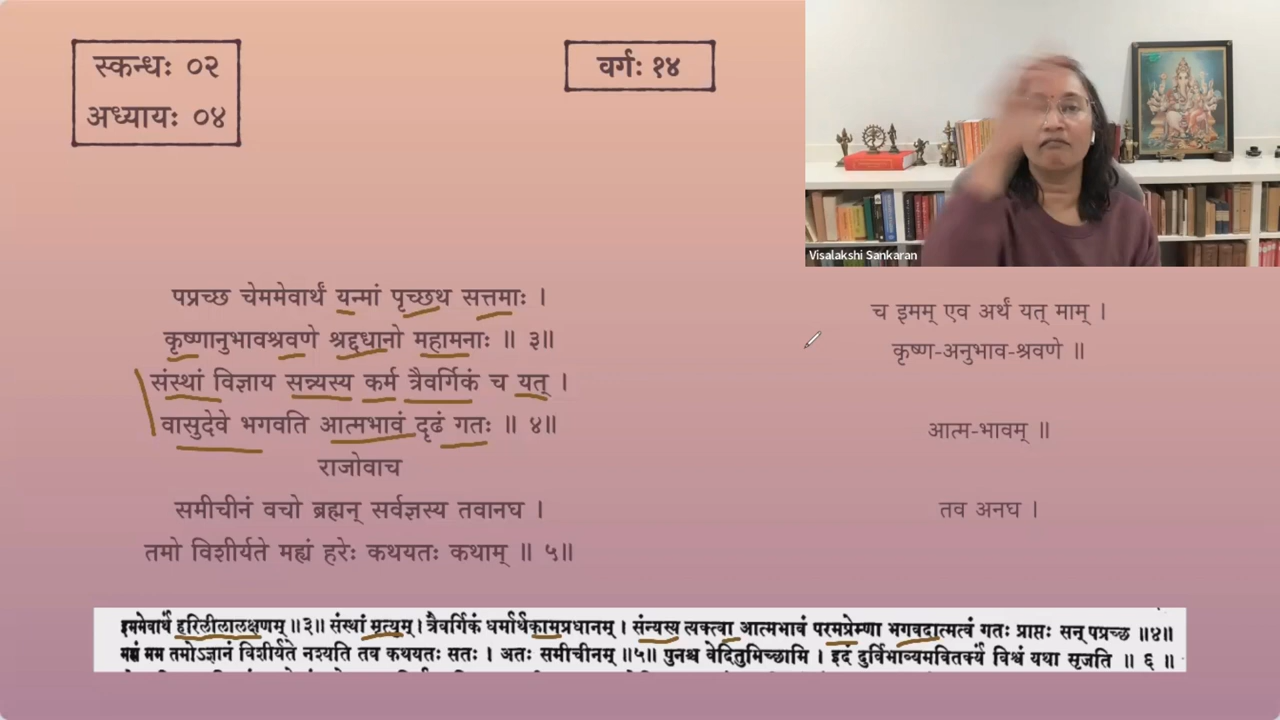 स्कन्धः ०२
अध्यायः ०४
वर्गः १४
Visalakshi Sankaran
पप्रच्छ चेममेवार्थं यन्मां पृच्छथ सत्तमाः ।
कृष्णानुभावश्रवणे श्रद्दधानो महामनाः ॥ ३॥
संस्थां विज्ञाय सन्न्यस्य कर्म त्रैवर्गिकं च यत् ।
वासुदेवे भगवति आत्मभावं दृढं गतः ॥ ४॥
राजोवाच
समीचीनं वचो ब्रह्मन् सर्वज्ञस्य तवानघ ।
तमो विशीर्यते मह्यं हरेः कथयतः कथाम् ॥ ५॥
च इमम् एव अर्थं यत् माम् ।
कृष्ण-अनुभाव-श्रवणे ॥
आत्म-भावम् ॥
तव अनघ ।
इममेवार्थं हरिलीलालक्षणम् ॥३॥ संस्थां मृत्युम् । त्रैवर्गिकं धर्मार्थकामप्रधानम् । संन्यस्य त्यक्त्वा आत्मभावं परमप्रेम्णा भगवदात्मत्वं गतः प्राप्तः सन् पप्रच्छ ॥४॥
मह्यं मम तमोऽज्ञानं विशीर्यते नश्यति तव कथयतः सतः । अतः समीचीनम् ॥५॥ पुनश्च वेदितुमिच्छामि । इदं दुर्विभाव्यमवितर्क्यं विश्वं यथा सृजति ॥ ६ ॥